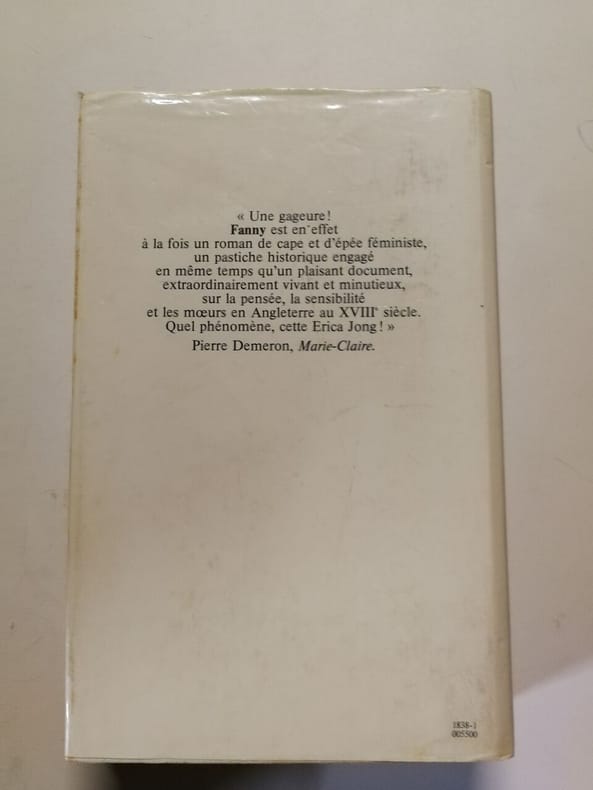 « Une gageure!
Fanny est en effet
à la fois un roman de cape et d'épée féministe,
un pastiche historique engagé
en même temps qu'un plaisant document,
extraordinairement vivant et minutieux,
sur la pensée, la sensibilité
et les mœurs en Angleterre au XVIIIᵉ siècle.
Quel phénomène, cette Erica Jong! »
Pierre Demeron, Marie-Claire.
1838-1
005500